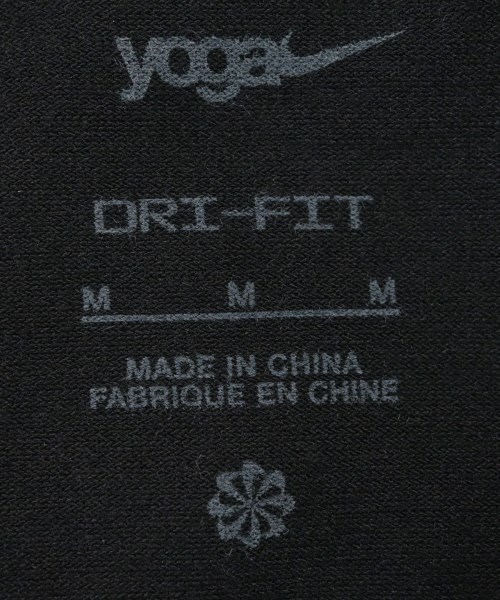 yoga
DRI-FIT
M M M
MADE IN CHINA
FABRIQUE EN CHINE